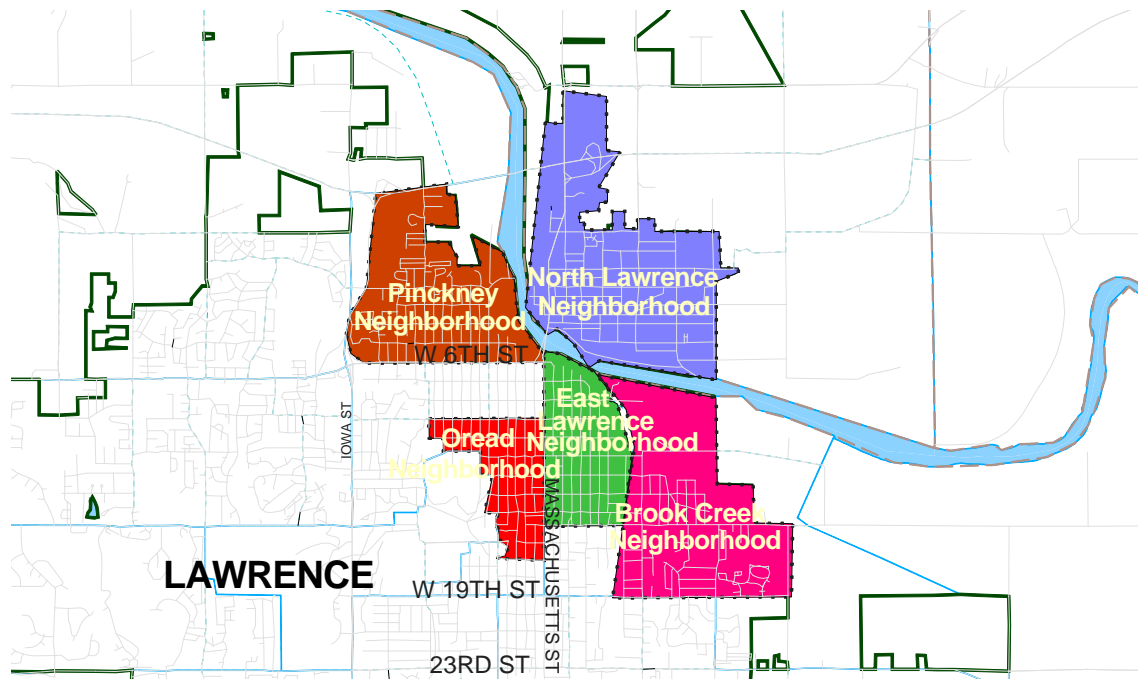 North Lawrence
Neighborhood
Pinckney
Neighborhood
W 6TH ST
East
Lawrence
Neighborhood
IOWA ST
Oread
Neighborhood
MASSACHUSETTS ST
Brook Creek
Neighborhood
LAWRENCE
W 19TH ST
23RD ST